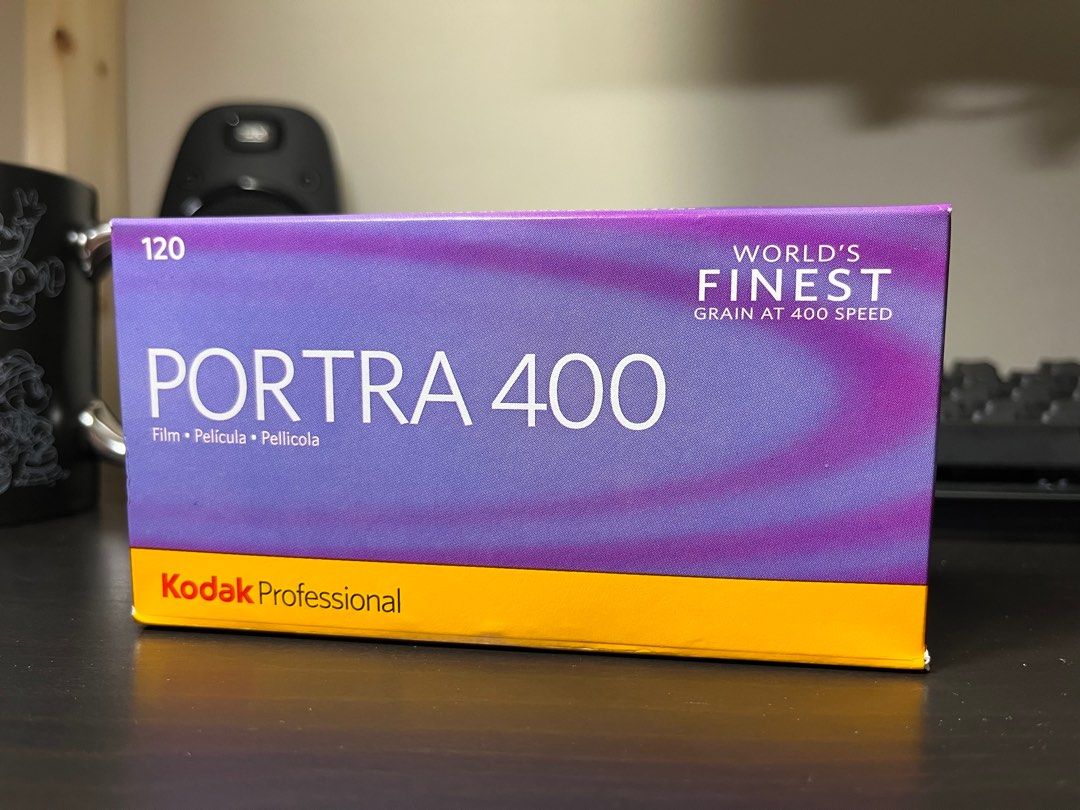 120
WORLD'S
FINEST
GRAIN AT 400 SPEED
PORTRA 400
Film • Película • Pellicola
Kodak Professional